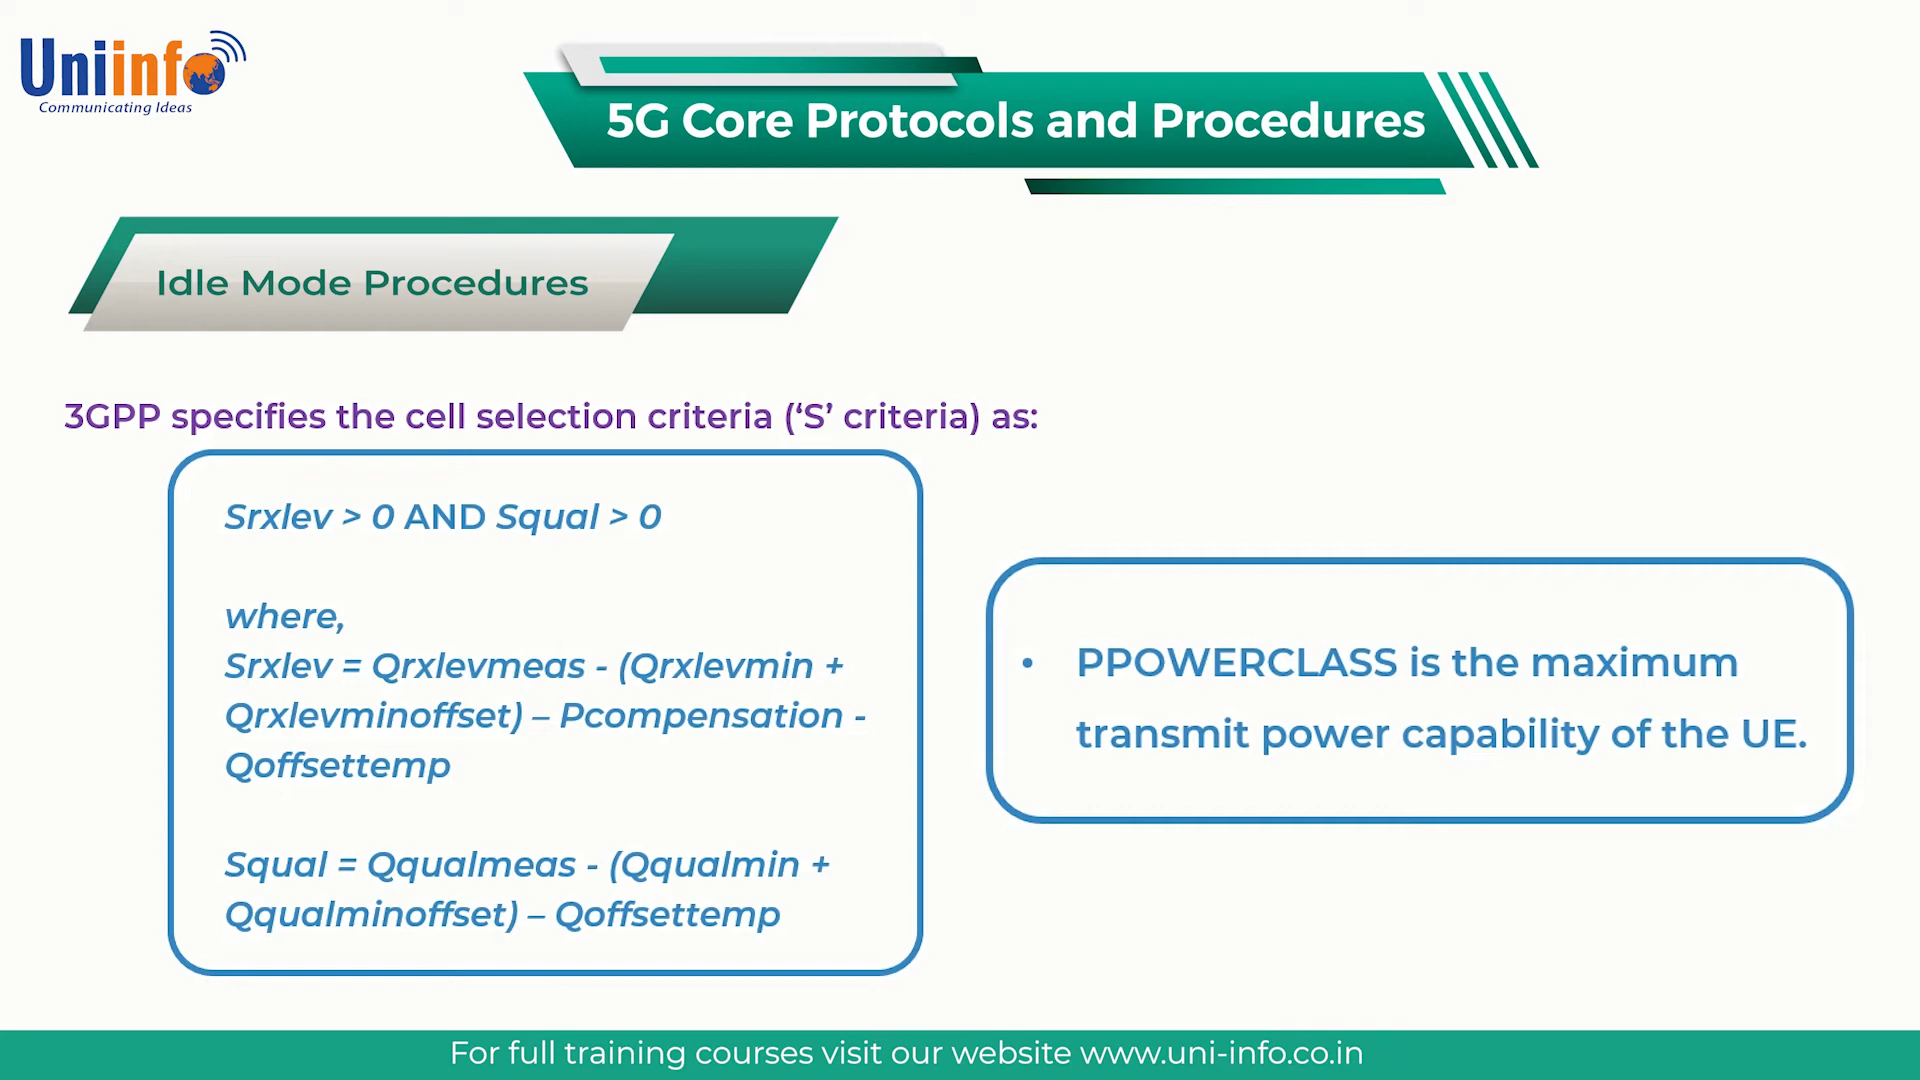 Uniinfo
Communicating Ideas
5G Core Protocols and Procedures
Idle Mode Procedures
3GPP specifies the cell selection criteria (‘S’ criteria) as:
Srxlev > 0 AND Squal > 0
where,
Srxlev = Qrxlevmeas - (Qrxlevmin +
Qrxlevminoffset) – Pcompensation -
Qoffsettemp
Squal = Qqualmeas - (Qqualmin +
Qqualminoffset) – Qoffsettemp
• PPOWERCLASS is the maximum
transmit power capability of the UE.
For full training courses visit our website www.uni-info.co.in